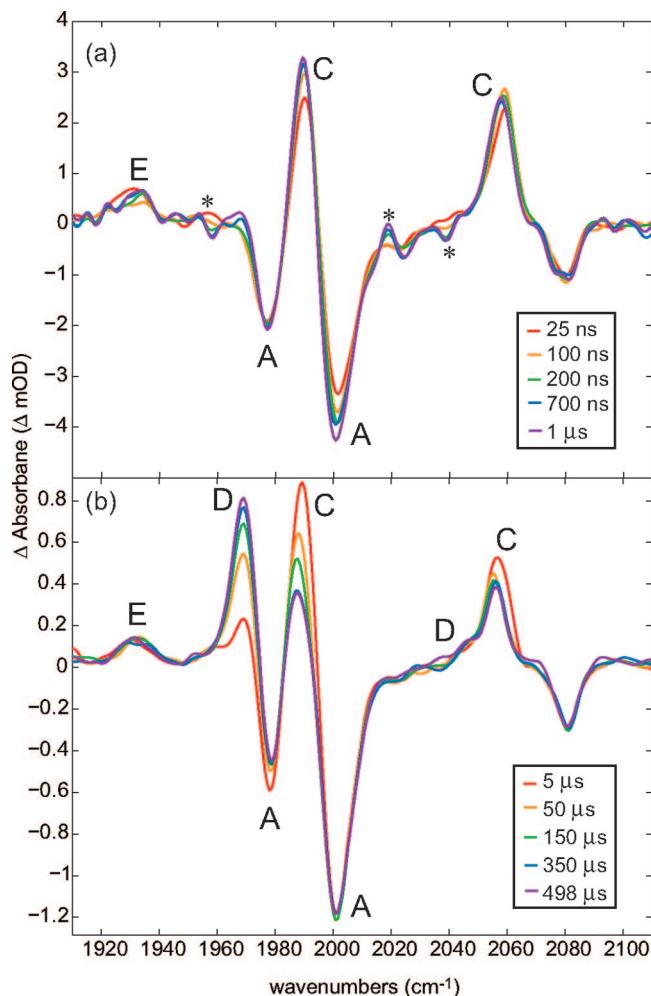 (a)
4
3
2
1
0
−1
−2
−3
−4
E
*
C
C
*
*
A
A
25 ns
100 ns
200 ns
700 ns
1 μs
Δ Absorbane (Δ mOD)
(b)
0.8
0.6
0.4
0.2
0
−0.2
−0.4
−0.6
−0.8
−1
−1.2
D
C
C
E
D
A
A
5 μs
50 μs
150 μs
350 μs
498 μs
1920 1940 1960 1980 2000 2020 2040 2060 2080 2100
wavenumbers (cm⁻¹)